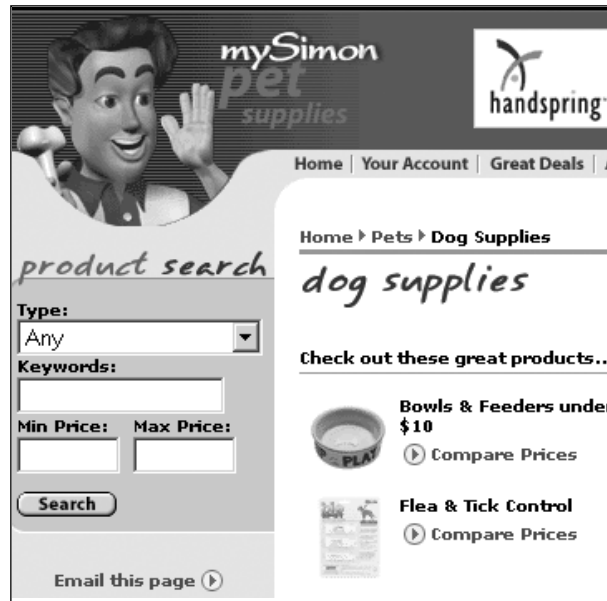 mySimon
pet
supplies
handspring
Home | Your Account | Great Deals |
Home Pets Dog Supplies
product search
dog supplies
Type:
Any
Keywords:
Min Price: Max Price:
Search
Email this page
Check out these great products..
Bowls & Feeders under
$10
PLAY
Compare Prices
Flea & Tick Control
Compare Prices